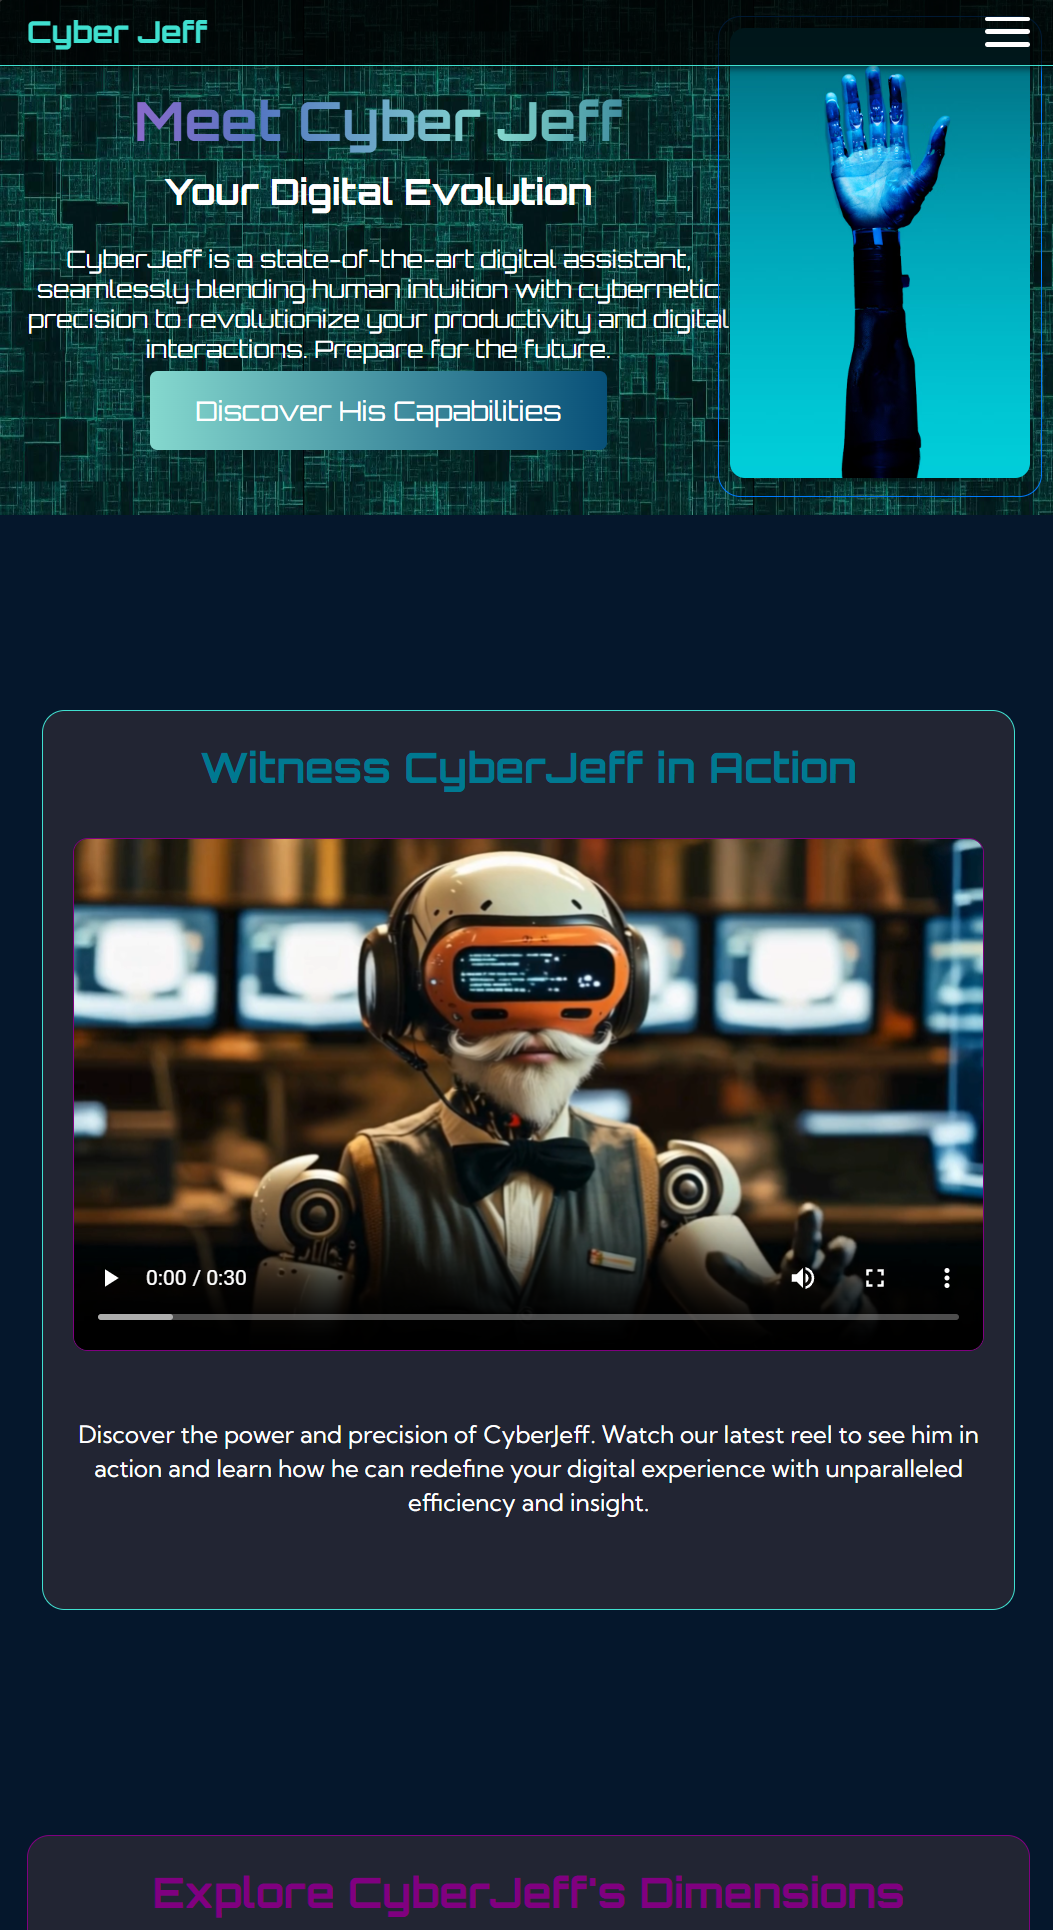 Cyber Jeff
Meet Cyber Jeff
Your Digital Evolution
CyberJeff is a state-of-the-art digital assistant,
seamlessly blending human intuition with cybernetic
precision to revolutionize your productivity and digital
interactions. Prepare for the future.
Discover His Capabilities
Witness CyberJeff in Action
0:00 / 0:30
Discover the power and precision of CyberJeff. Watch our latest reel to see him in
action and learn how he can redefine your digital experience with unparalleled
efficiency and insight.
Explore CyberJeff's Dimensions